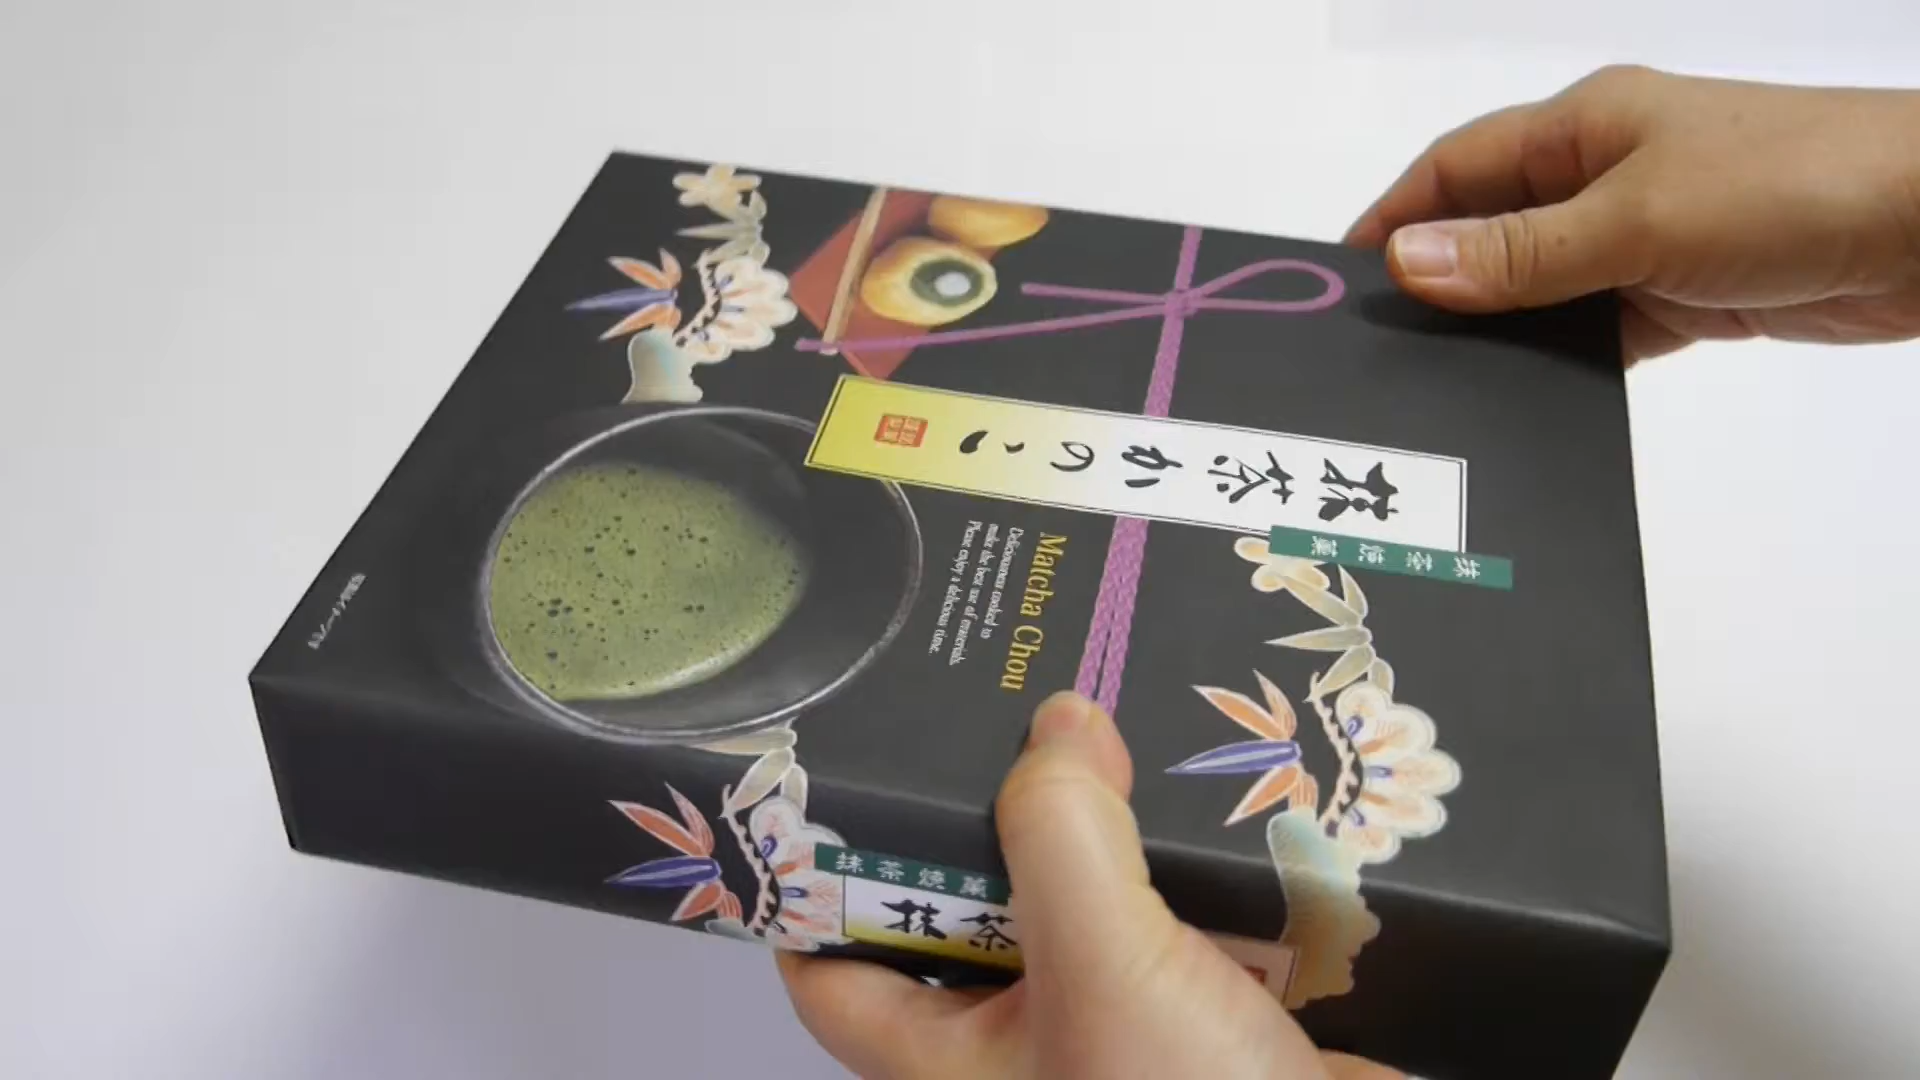 抹茶かのこ
抹茶焼菓
Matcha Chou
Deliciousness cooked to
make the best use of materials.
Please enjoy a delicious time.
抹茶焼菓
抹茶